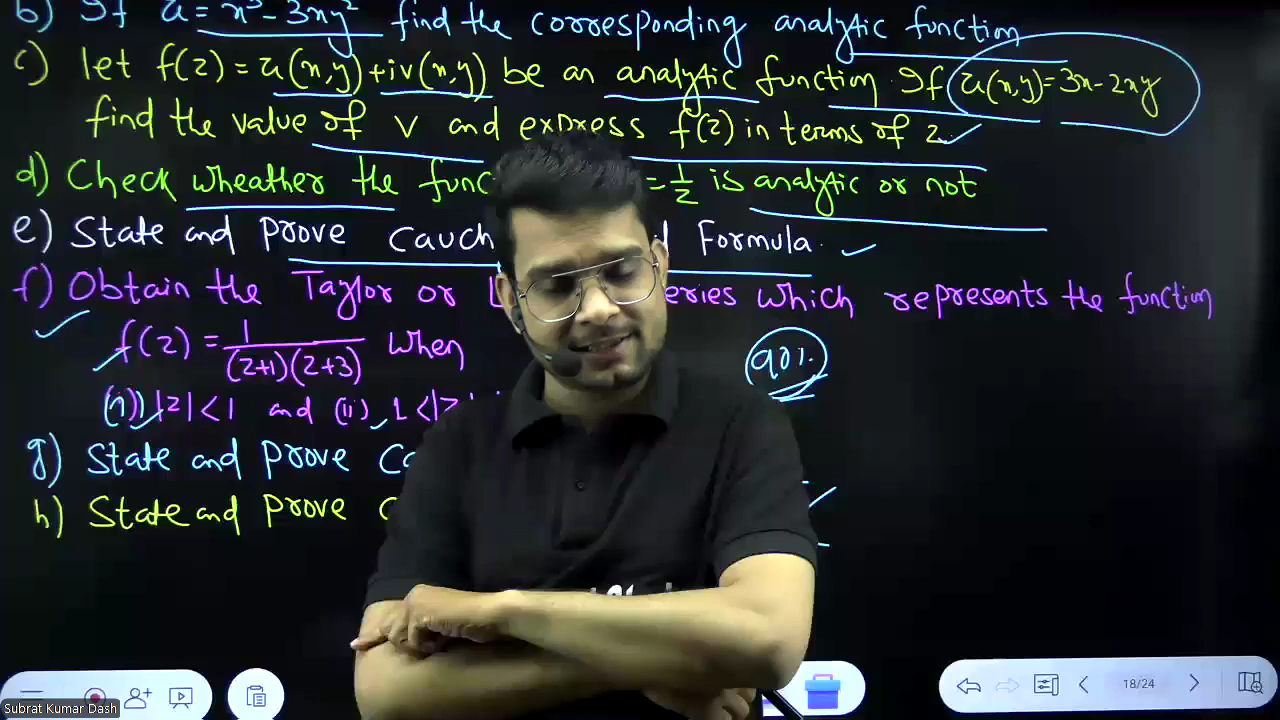 b) If u = x³ - 3xy² find the corresponding analytic function
c) let f(z) = u(x,y) + iv(x,y) be an analytic function. If u(x,y) = 3x - 2xy
find the value of v and express f(z) in terms of z
d) Check wheather the = 1/z is analytic or not
e) State and prove Formula.
f) Obtain the Taylor or which represents the function
f(z) = 1/((z+1)(z+3)) when
90%
|z| < 1 and (ii) 1 <
g) State and prove
h) State and prove
18/24
Subrat Kumar Dash